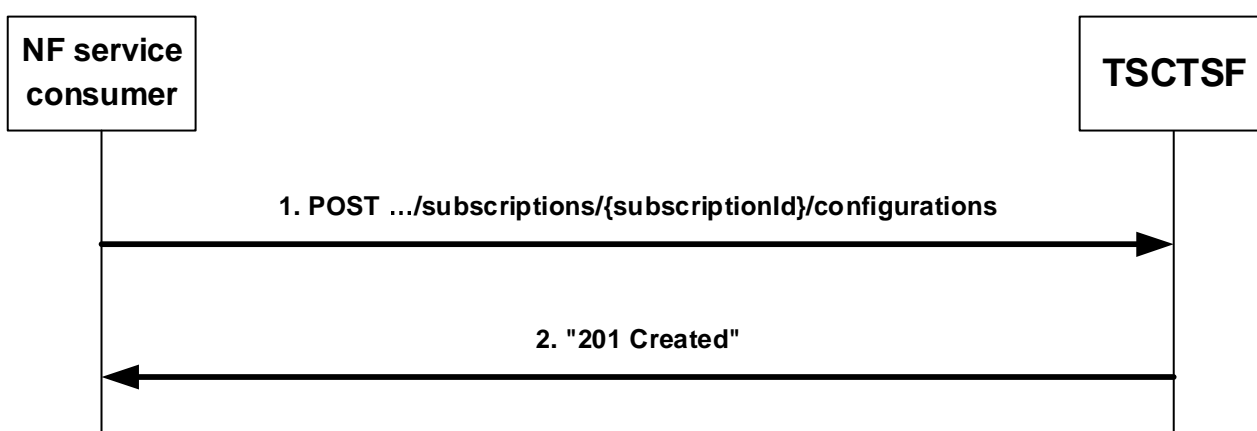 NF service
consumer
TSCTSF
1. POST …/subscriptions/{subscriptionId}/configurations
2. "201 Created"